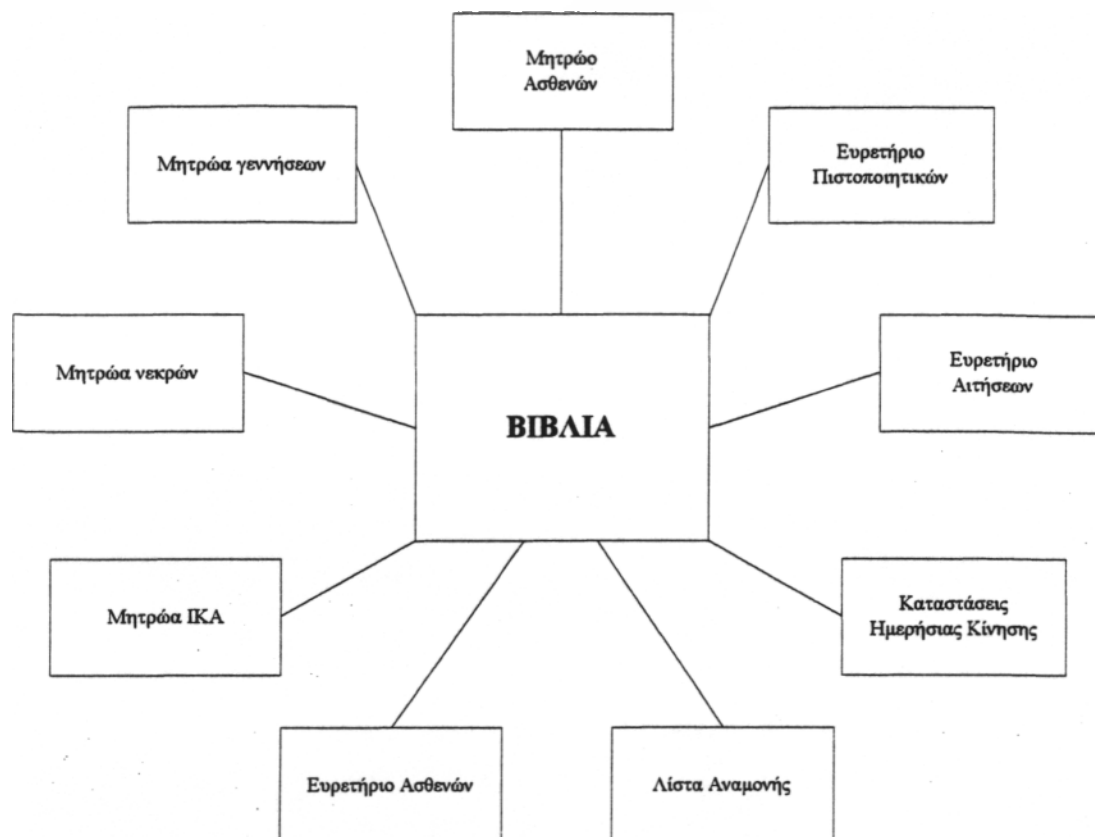 Μητρώο
Ασθενών
Μητρώα γεννήσεων
Ευρετήριο
Πιστοποιητικών
Μητρώα νεκρών
Ευρετήριο
Αιτήσεων
ΒΙΒΛΙΑ
Μητρώα ΙΚΑ
Καταστάσεις
Ημερήσιας Κίνησης
Ευρετήριο Ασθενών
Λίστα Αναμονής